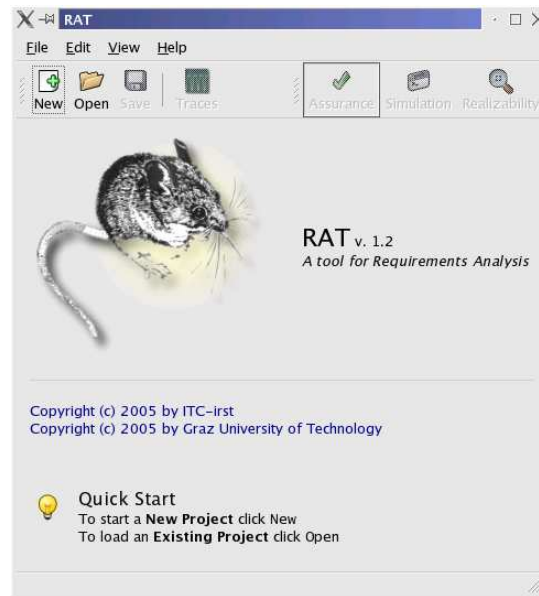 RAT
File Edit View Help
New Open Save Traces Assurance Simulation Realizability
RAT v. 1.2
A tool for Requirements Analysis
Copyright (c) 2005 by ITC-irst
Copyright (c) 2005 by Graz University of Technology
Quick Start
To start a New Project click New
To load an Existing Project click Open